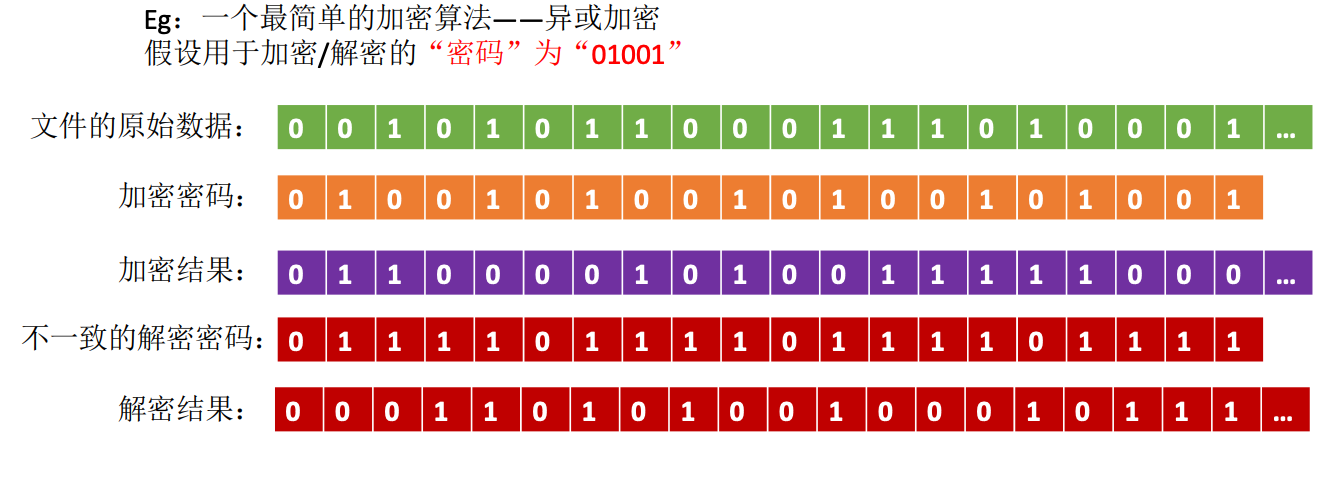 Eg：一个最简单的加密算法——异或加密
假设用于加密/解密的“密码”为“01001”
文件的原始数据： 0 0 1 0 1 0 1 1 0 0 0 1 1 1 0 1 0 0 0 1 ...
加密密码： 0 1 0 0 1 0 1 0 0 1 0 1 0 0 1 0 1 0 0 1
加密结果： 0 1 1 0 0 0 0 1 0 1 0 0 1 1 1 1 1 0 0 0 ...
不一致的解密密码： 0 1 1 1 1 0 1 1 1 1 0 1 1 1 1 0 1 1 1 1
解密结果： 0 0 0 1 1 0 1 0 1 0 0 1 0 0 0 1 0 1 1 1 ...